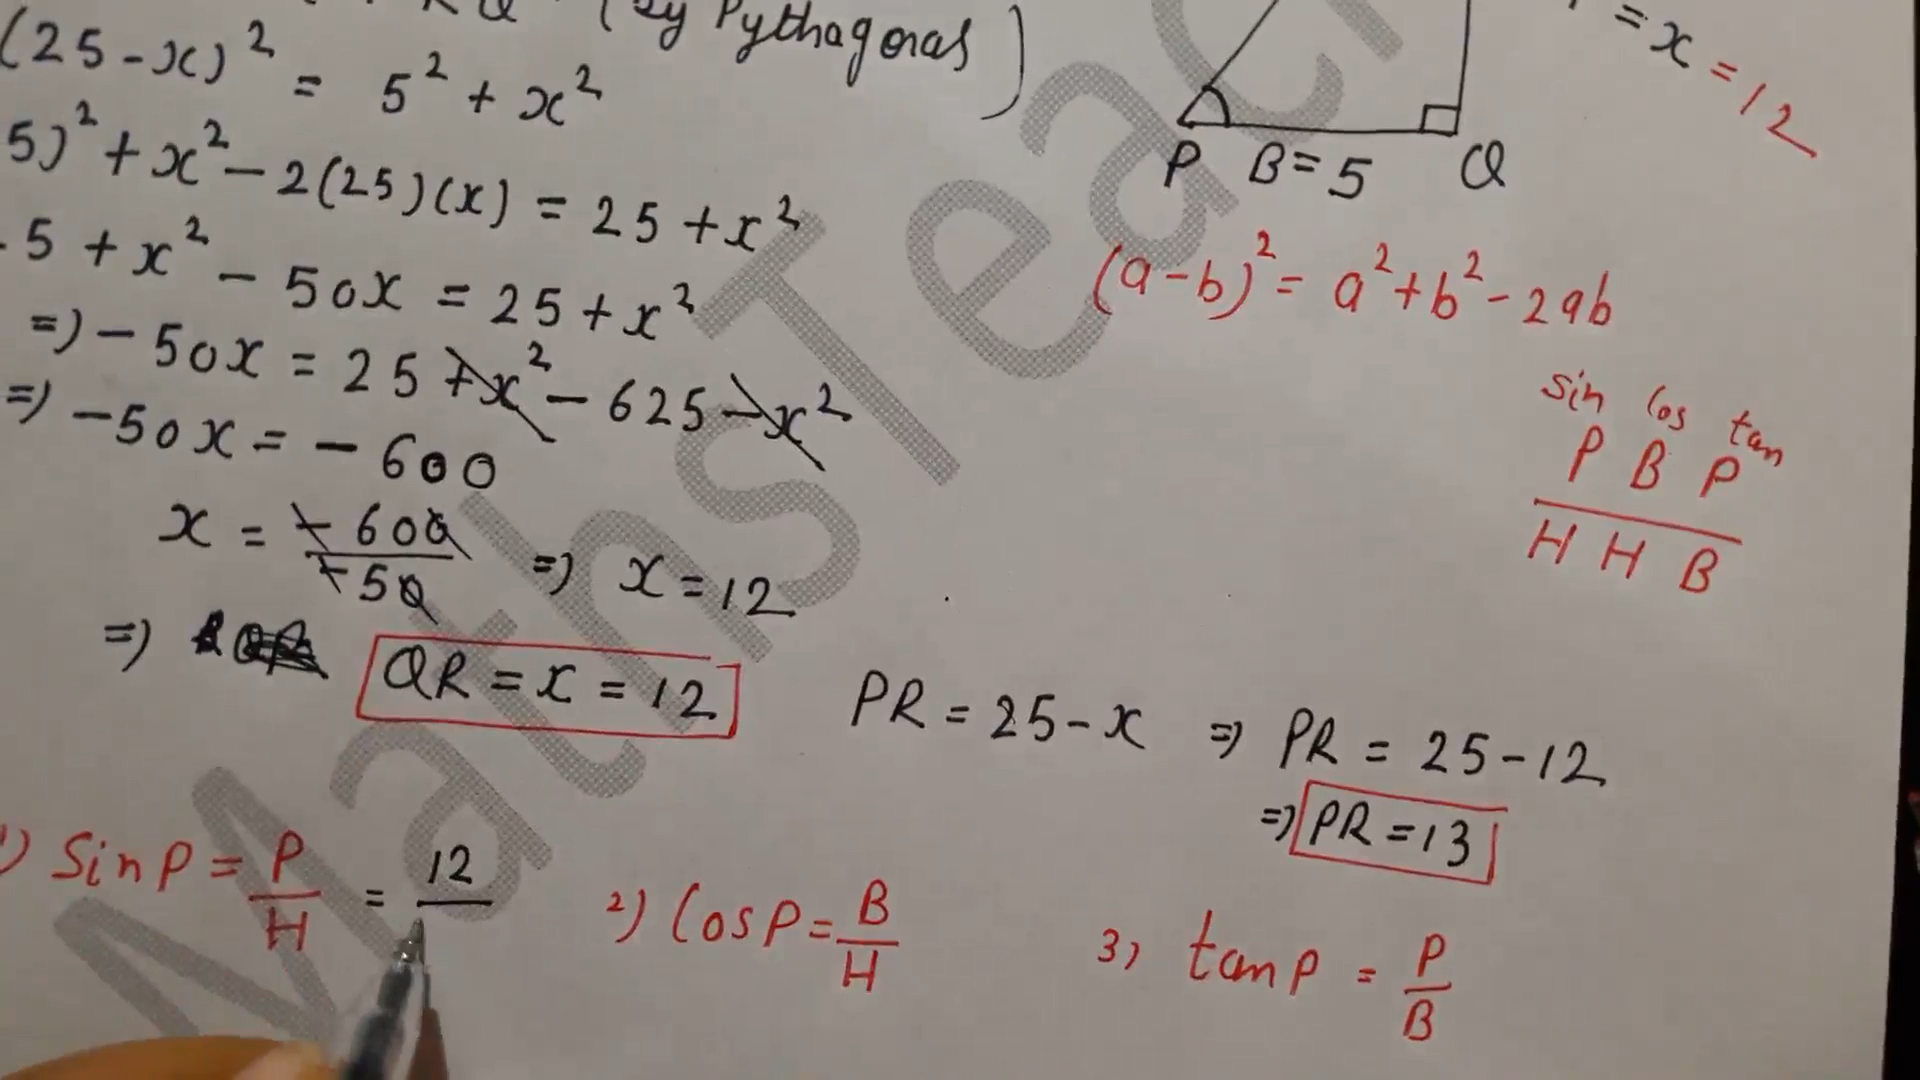 (by Pythagoras)
(25-x)² = 5² + x²
5)² + x² - 2(25)(x) = 25 + x²
5 + x² - 50x = 25 + x²
=) -50x = 25 + x² - 625 - x²
=) -50x = -600
x = -600/-50 =) x = 12
=) QR = x = 12
PR = 25-x =) PR = 25-12
=) PR = 13
= x = 12
P B=5 Q
(a-b)² = a²+b²-2ab
sin cos tan
P B P
H H B
1) Sin P = P/H = 12
2) Cos P = B/H
3) tan P = P/B